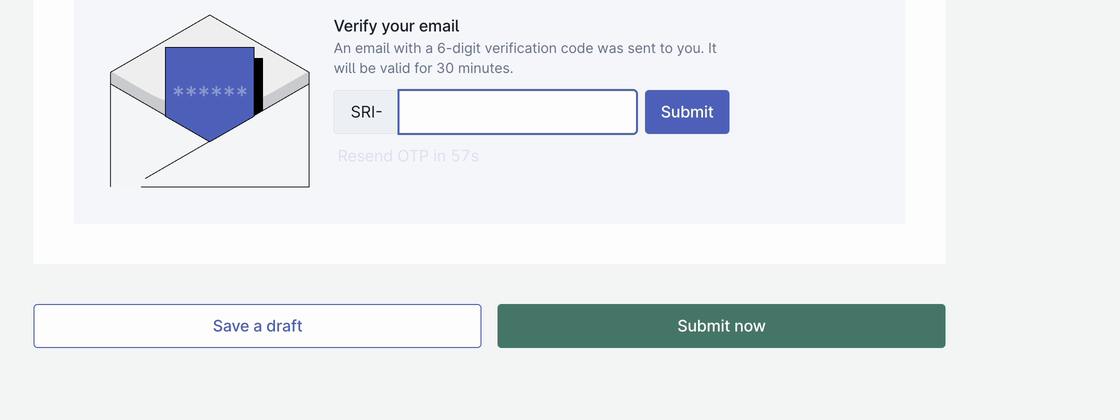 Verify your email
An email with a 6-digit verification code was sent to you. It
will be valid for 30 minutes.
******
SRI-
Submit
Resend OTP in 57s
Save a draft
Submit now